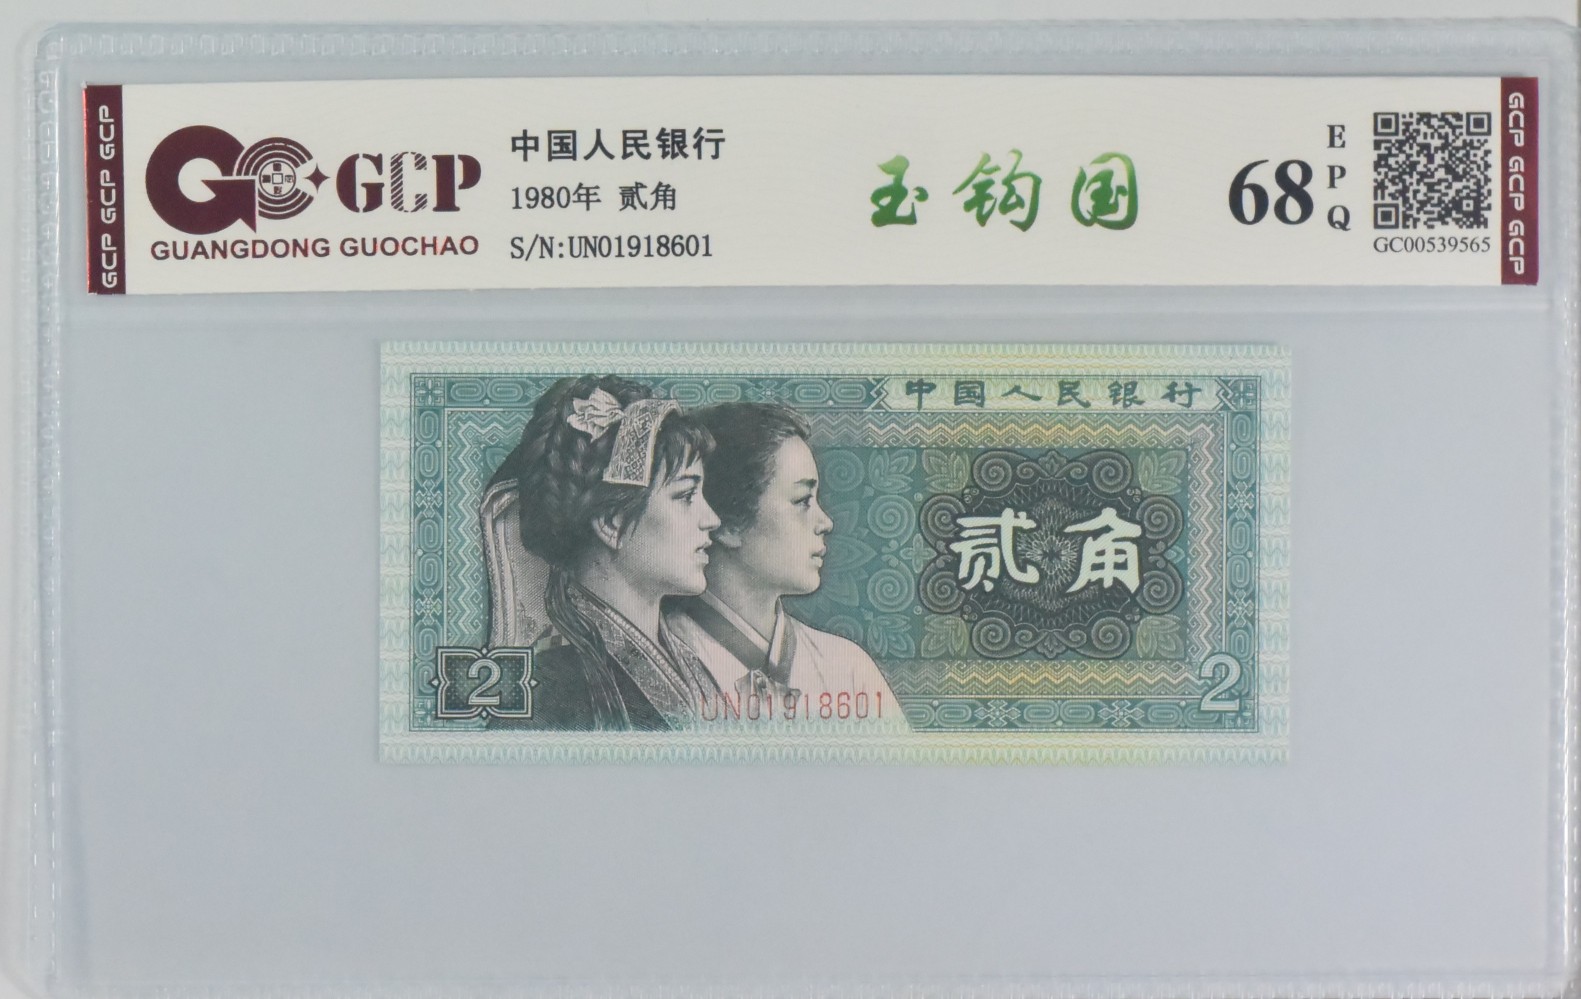 GCP GCP GCP
GCP
GUANGDONG GUOCHAO
中国人民银行
1980年 贰角
S/N:UN01918601
玉钩国
68
EPQ
GC00539565
GCP GCP GCP
中国人民银行
贰角
2
2
UN01918601